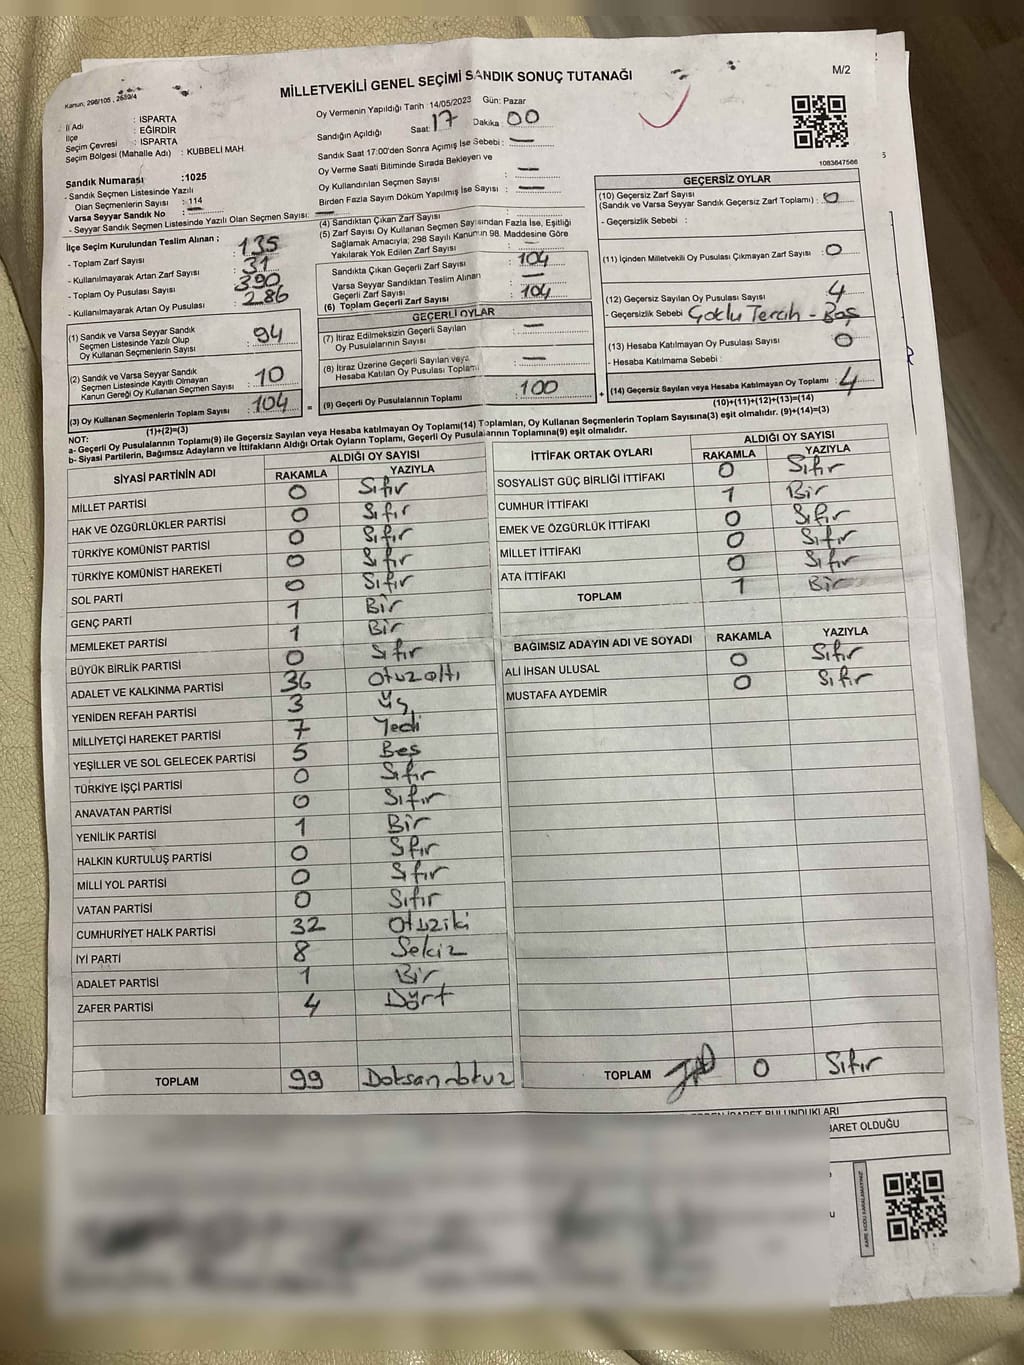 MİLLETVEKİLİ GENEL SEÇİMİ SANDIK SONUÇ TUTANAĞI
M/2
İl Adı : ISPARTA
İlçe : EĞİRDİR
Seçim Çevresi : ISPARTA
Seçim Bölgesi (Mahalle Adı) : KUBBELİ MAH.
Sandık Numarası :1025
- Sandık Seçmen Listesinde Yazılı
Olan Seçmenlerin Sayısı : 114
Varsa Seyyar Sandık No : —
- Seyyar Sandık Seçmen Listesinde Yazılı Olan Seçmen Sayısı: —
Oy Vermenin Yapıldığı Tarih :14/05/2023 Gün: Pazar
Sandığın Açıldığı Saat: 17 Dakika: 00
Sandık Saat 17:00'den Sonra Açımış İse Sebebi : —
Oy Verme Saati Bitiminde Sırada Bekleyen ve
Oy Kullandırılan Seçmen Sayısı : —
Birden Fazla Sayım Döküm Yapılmış İse Sayısı : —
(4) Sandıktan Çıkan Zarf Sayısı
(5) Zarf Sayısı Oy Kullanan Seçmen Sayısından Fazla İse, Eşitliği
Sağlamak Amacıyla; 298 Sayılı Kanunun 98. Maddesine Göre
Yakılarak Yok Edilen Zarf Sayısı
İlçe Seçim Kurulundan Teslim Alınan ;
- Toplam Zarf Sayısı : 135
- Kullanılmayarak Artan Zarf Sayısı : 31
- Toplam Oy Pusulası Sayısı : 390
- Kullanılmayarak Artan Oy Pusulası : 286
Sandıkta Çıkan Geçerli Zarf Sayısı : 104
Varsa Seyyar Sandıktan Teslim Alınan
Geçerli Zarf Sayısı : —
(6) Toplam Geçerli Zarf Sayısı : 104
(1) Sandık ve Varsa Seyyar Sandık
Seçmen Listesinde Yazılı Olup
Oy Kullanan Seçmenlerin Sayısı : 94
(2) Sandık ve Varsa Seyyar Sandık
Seçmen Listesinde Kayıtlı Olmayan
Kanun Gereği Oy Kullanan Seçmen Sayısı : 10
(3) Oy Kullanan Seçmenlerin Toplam Sayısı : 104
(1)+(2)=(3)
GEÇERLİ OYLAR
(7) İtiraz Edilmeksizin Geçerli Sayılan
Oy Pusulalarının Sayısı : —
(8) İtiraz Üzerine Geçerli Sayılan veya
Hesaba Katılan Oy Pusulası Toplamı : —
= (9) Geçerli Oy Pusulalarının Toplamı : 100 +
1083647566
GEÇERSİZ OYLAR
(10) Geçersiz Zarf Sayısı
(Sandık ve Varsa Seyyar Sandık Geçersiz Zarf Toplamı) : 0
- Geçersizlik Sebebi :
(11) İçinden Milletvekili Oy Pusulası Çıkmayan Zarf Sayısı : 0
(12) Geçersiz Sayılan Oy Pusulası Sayısı : 4
- Geçersizlik Sebebi : Çoklu Tercih - Boş
(13) Hesaba Katılmayan Oy Pusulası Sayısı : 0
- Hesaba Katılmama Sebebi :
(14) Geçersiz Sayılan veya Hesaba Katılmayan Oy Toplamı : 4
(10)+(11)+(12)+(13)=(14)
NOT:
a- Geçerli Oy Pusulalarının Toplamı(9) ile Geçersiz Sayılan veya Hesaba Katılmayan Oy Toplamı(14) Toplamları, Oy Kullanan Seçmenlerin Toplam Sayısına(3) eşit olmalıdır. (9)+(14)=(3)
b- Siyasi Partilerin, Bağımsız Adayların ve İttifakların Aldığı Ortak Oyların Toplamı, Geçerli Oy Pusulalarının Toplamına(9) eşit olmalıdır.
SİYASİ PARTİNİN ADI ALDIĞI OY SAYISI
RAKAMLA YAZIYLA
MİLLET PARTİSİ 0 Sıfır
HAK VE ÖZGÜRLÜKLER PARTİSİ 0 Sıfır
TÜRKİYE KOMÜNİST PARTİSİ 0 Sıfır
TÜRKİYE KOMÜNİST HAREKETİ 0 Sıfır
SOL PARTİ 0 Sıfır
GENÇ PARTİ 1 Bir
MEMLEKET PARTİSİ 1 Bir
BÜYÜK BİRLİK PARTİSİ 0 Sıfır
ADALET VE KALKINMA PARTİSİ 36 Otuzaltı
YENİDEN REFAH PARTİSİ 3 Üç
MİLLİYETÇİ HAREKET PARTİSİ 7 Yedi
YEŞİLLER VE SOL GELECEK PARTİSİ 5 Beş
TÜRKİYE İŞÇİ PARTİSİ 0 Sıfır
ANAVATAN PARTİSİ 0 Sıfır
YENİLİK PARTİSİ 1 Bir
HALKIN KURTULUŞ PARTİSİ 0 Sıfır
MİLLİ YOL PARTİSİ 0 Sıfır
VATAN PARTİSİ 0 Sıfır
CUMHURİYET HALK PARTİSİ 32 Otuziki
İYİ PARTİ 8 Sekiz
ADALET PARTİSİ 1 Bir
ZAFER PARTİSİ 4 Dört
TOPLAM 99 Doksandokuz
İTTİFAK ORTAK OYLARI ALDIĞI OY SAYISI
RAKAMLA YAZIYLA
SOSYALİST GÜÇ BİRLİĞİ İTTİFAKI 0 Sıfır
CUMHUR İTTİFAKI 1 Bir
EMEK VE ÖZGÜRLÜK İTTİFAKI 0 Sıfır
MİLLET İTTİFAKI 0 Sıfır
ATA İTTİFAKI 0 Sıfır
TOPLAM 1 Bir
BAĞIMSIZ ADAYIN ADI VE SOYADI RAKAMLA YAZIYLA
ALİ İHSAN ULUSAL 0 Sıfır
MUSTAFA AYDEMİR 0 Sıfır
TOPLAM 0 Sıfır
BULUNDUKLARI
OLDUĞU